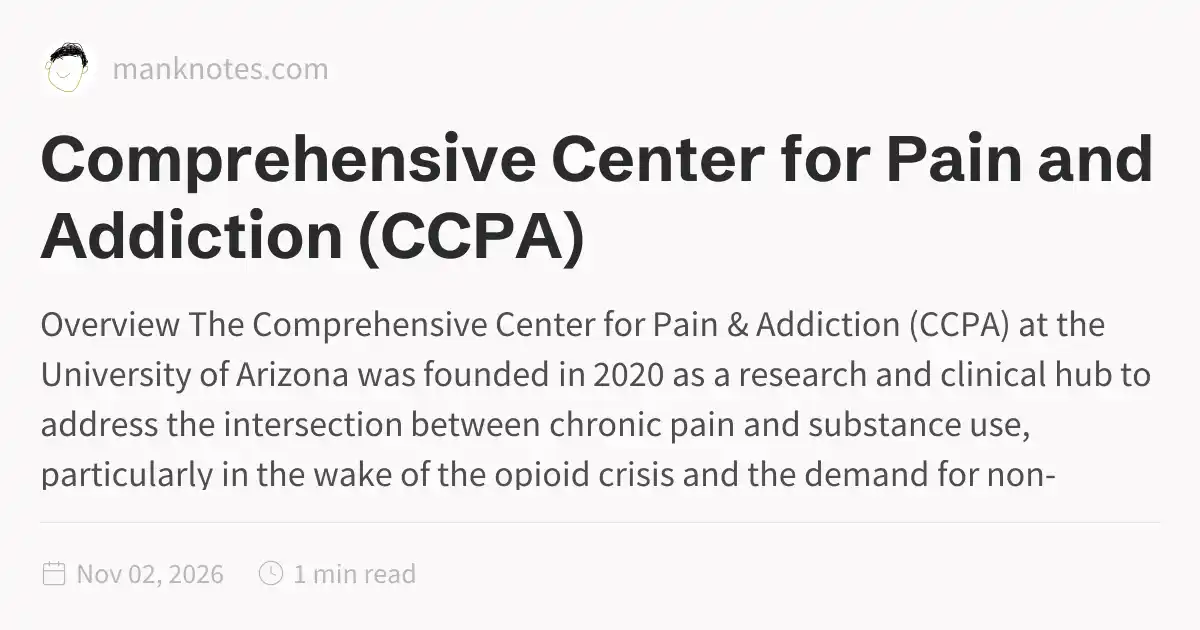 manknotes.com
Comprehensive Center for Pain and
Addiction (CCPA)
Overview The Comprehensive Center for Pain & Addiction (CCPA) at the
University of Arizona was founded in 2020 as a research and clinical hub to
address the intersection between chronic pain and substance use,
particularly in the wake of the opioid crisis and the demand for non-
Nov 02, 2026 1 min read